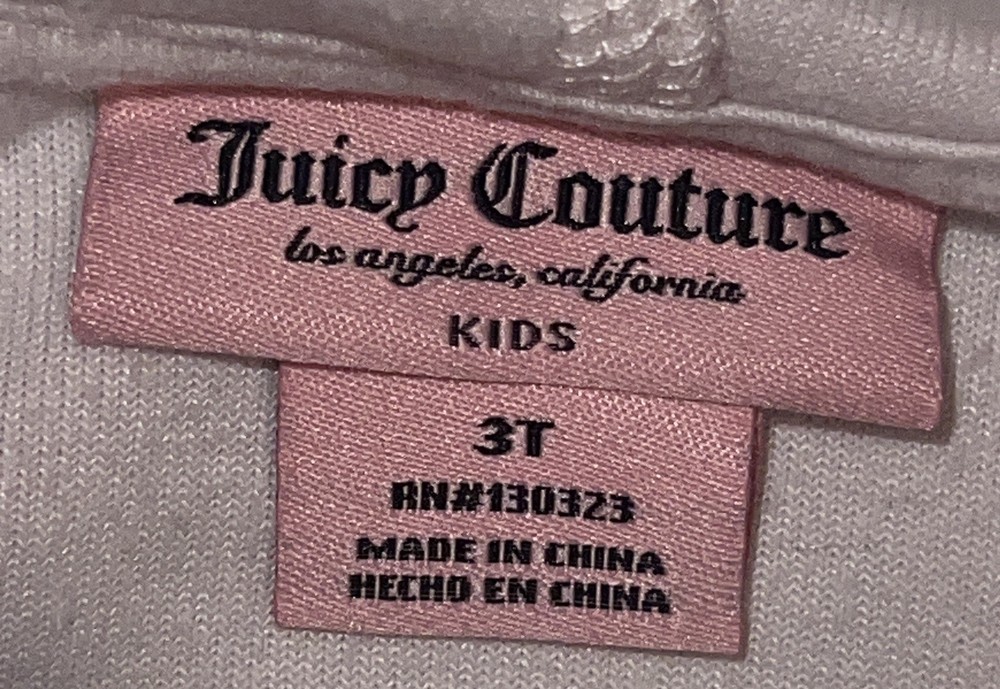 Juicy Couture
los angeles, california
KIDS
3T
RN#130323
MADE IN CHINA
HECHO EN CHINA